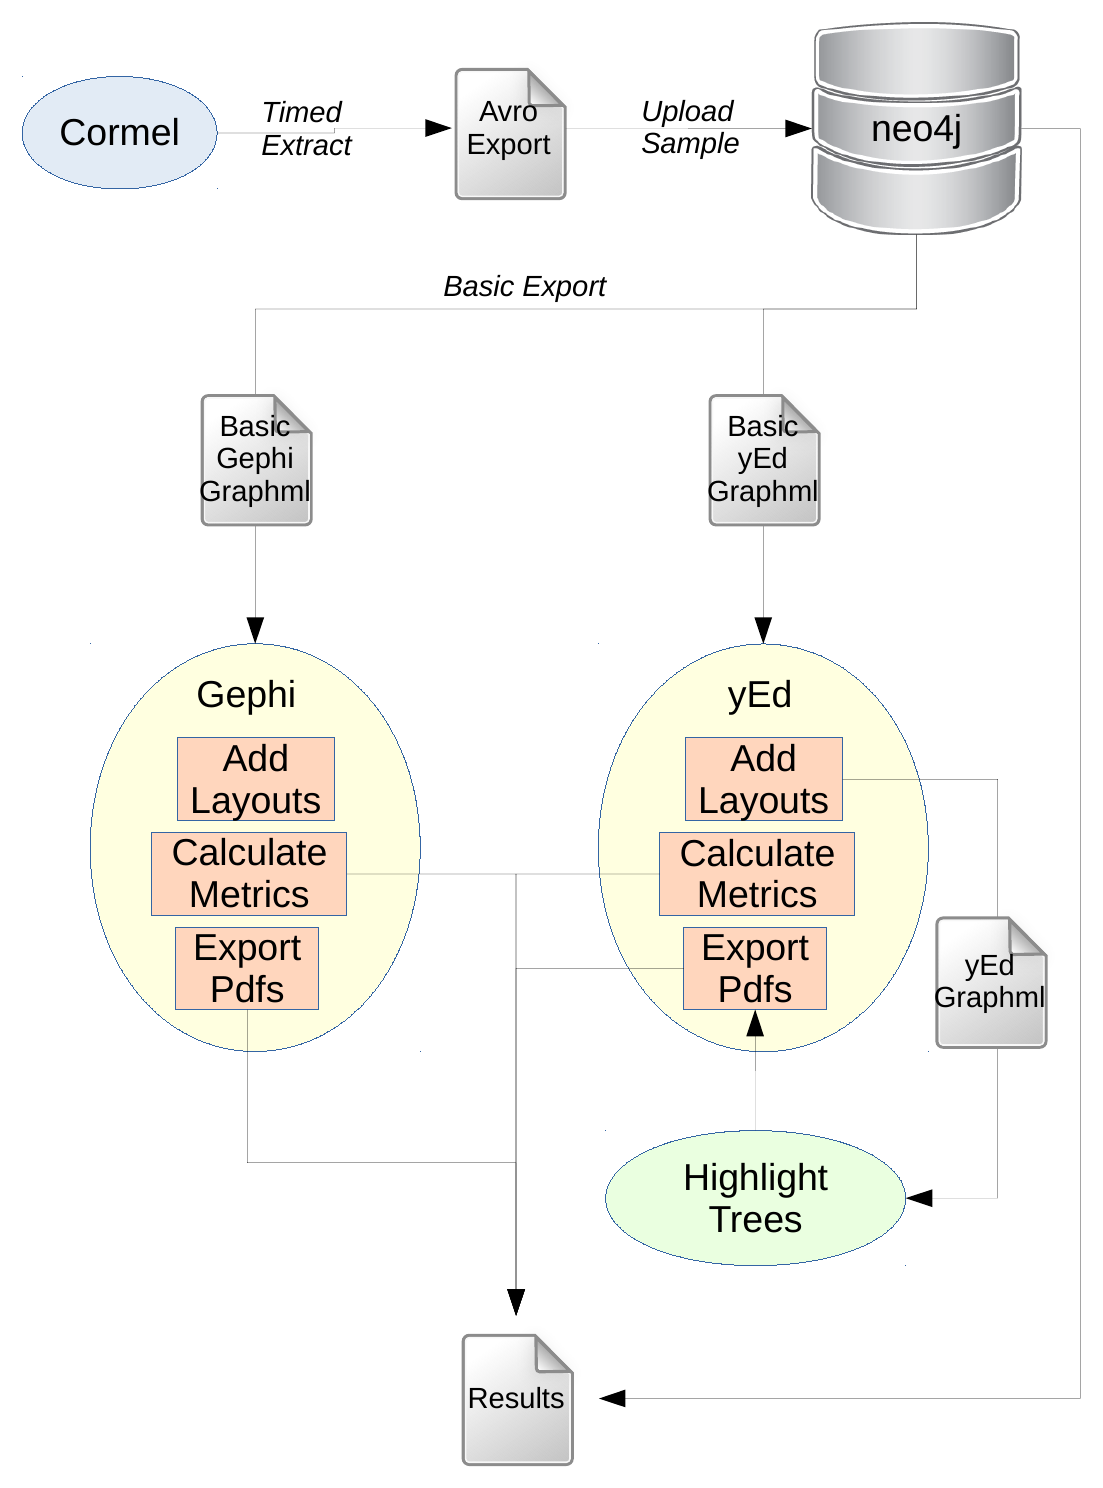 Cormel
Timed
Extract
Avro
Export
Upload
Sample
neo4j
Basic Export
Basic
Gephi
Graphml
Basic
yEd
Graphml
Gephi
Add
Layouts
Calculate
Metrics
Export
Pdfs
yEd
Add
Layouts
Calculate
Metrics
Export
Pdfs
yEd
Graphml
Highlight
Trees
Results